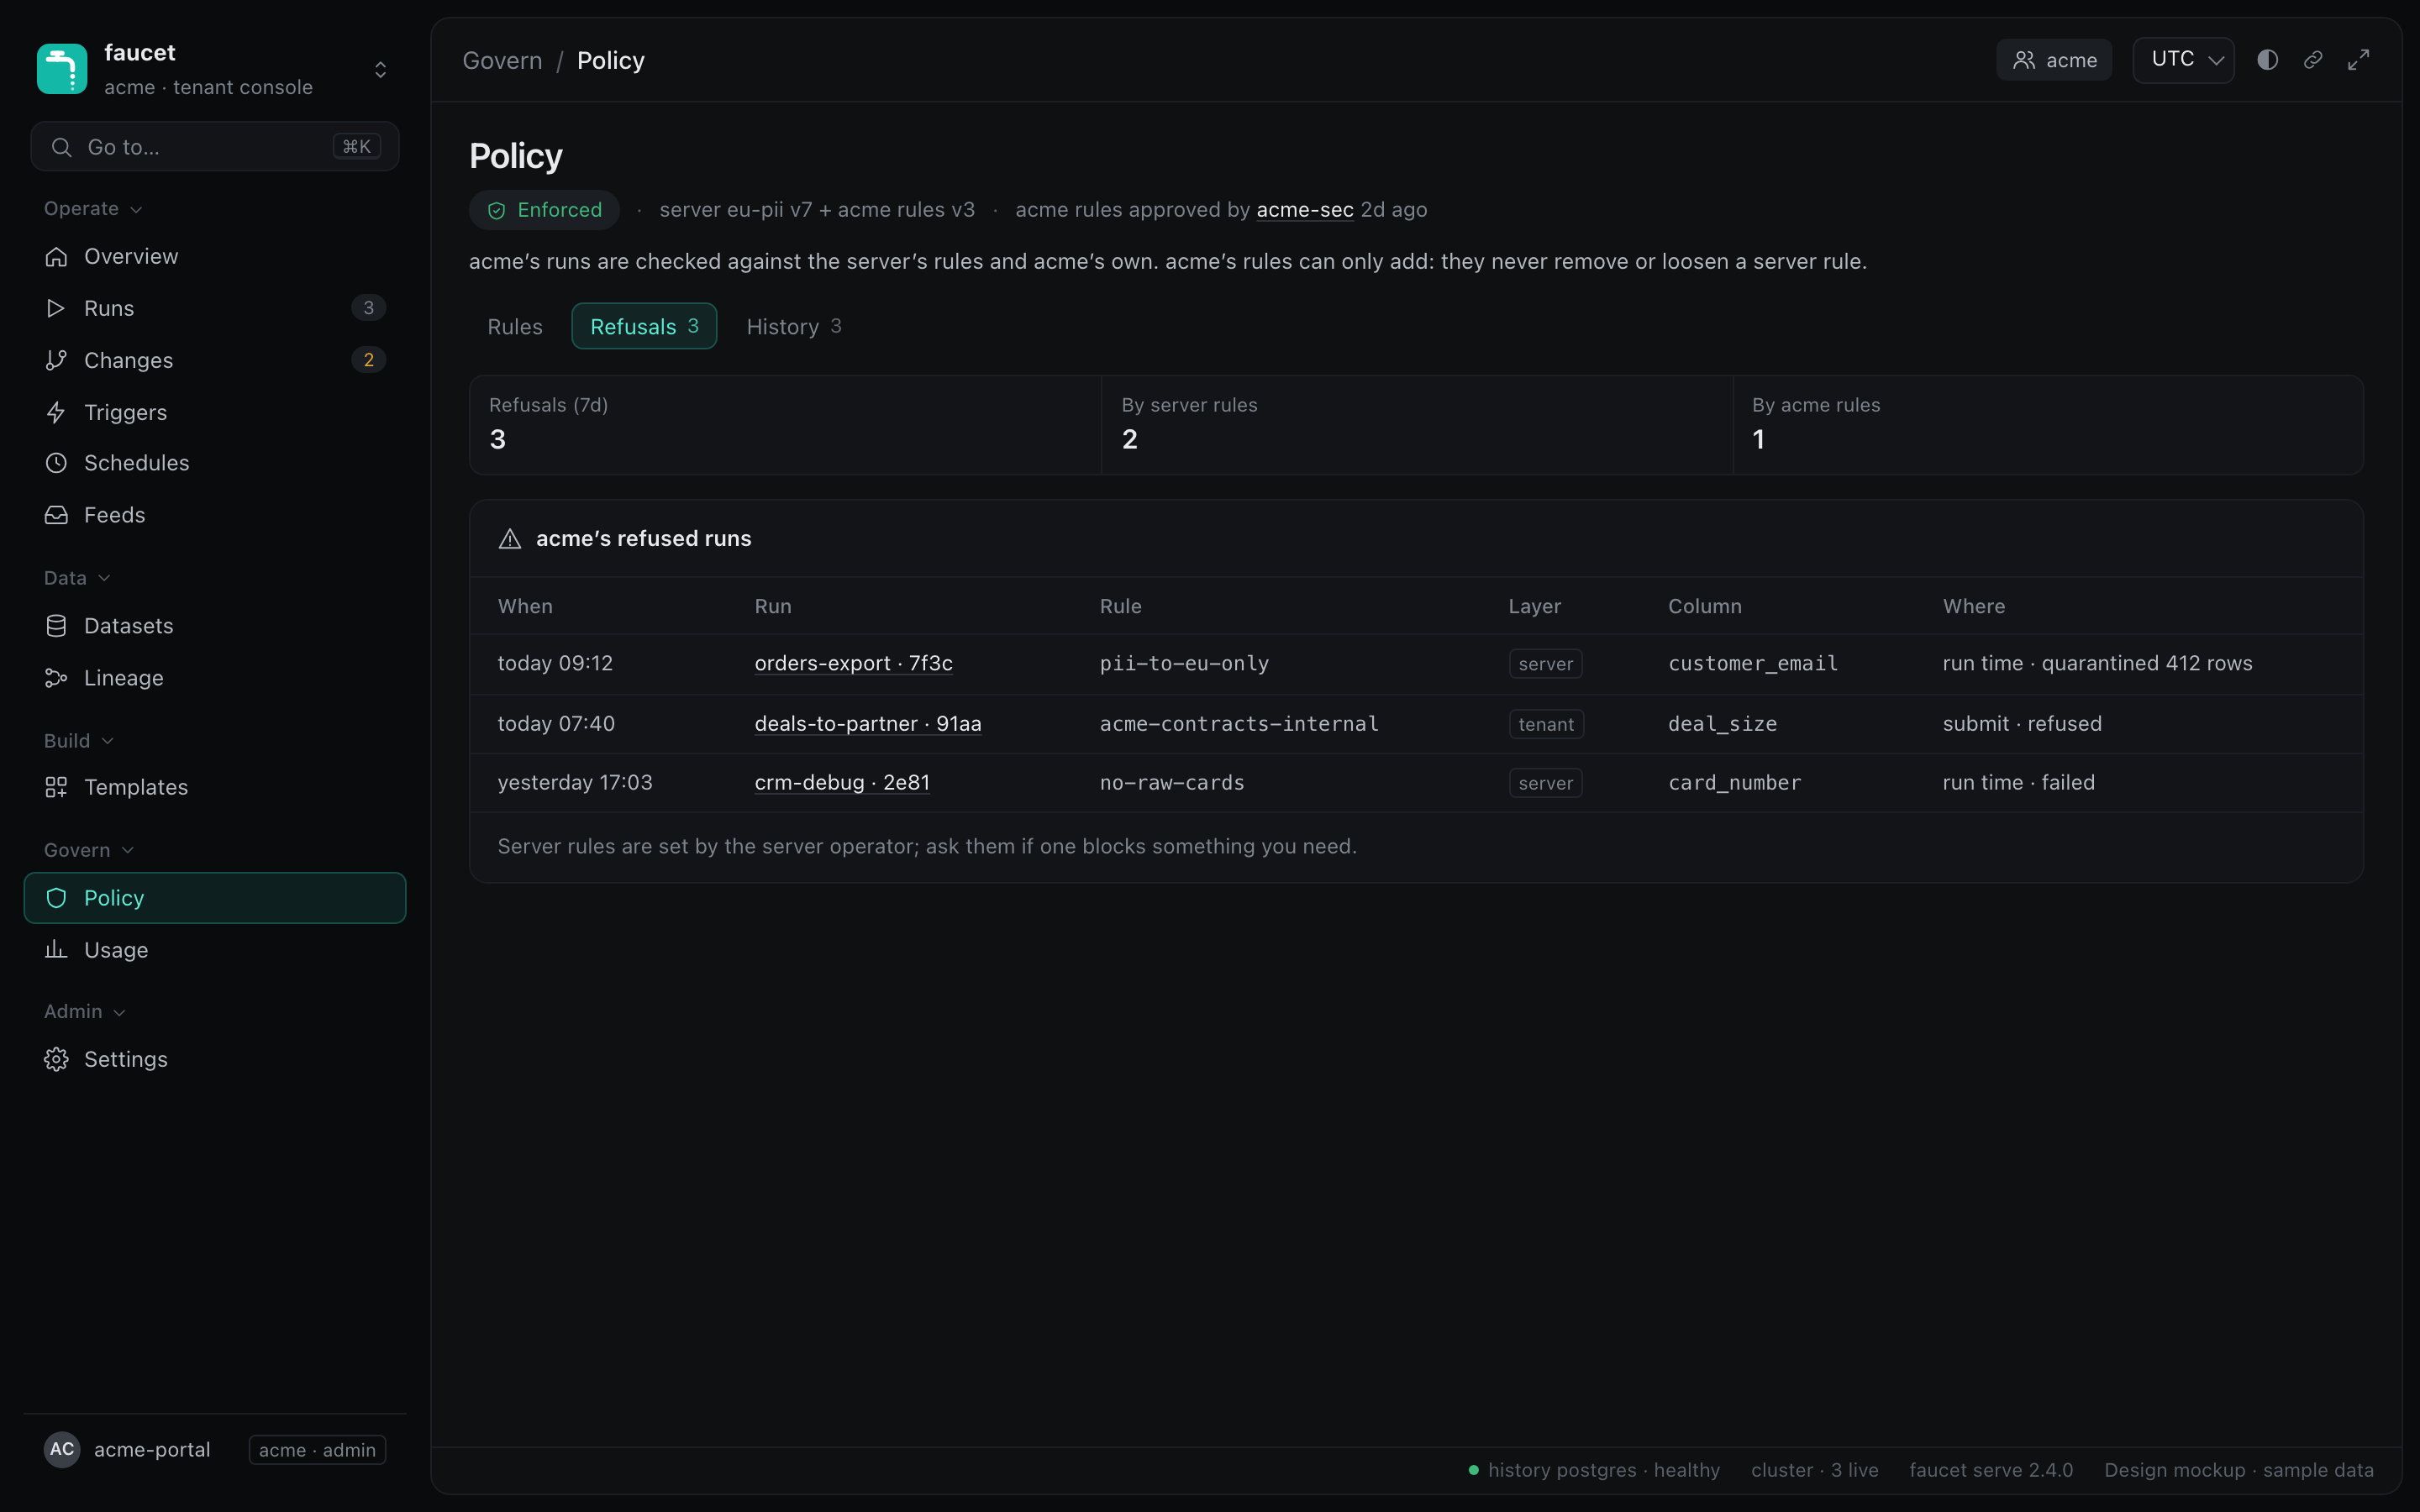 faucet
acme · tenant console
Go to... ⌘K
Operate
Overview
Runs 3
Changes 2
Triggers
Schedules
Feeds
Data
Datasets
Lineage
Build
Templates
Govern
Policy
Usage
Admin
Settings
AC acme-portal acme · admin
Govern / Policy
acme UTC
Policy
Enforced · server eu-pii v7 + acme rules v3 · acme rules approved by acme-sec 2d ago
acme’s runs are checked against the server’s rules and acme’s own. acme’s rules can only add: they never remove or loosen a server rule.
Rules Refusals 3 History 3
Refusals (7d) By server rules By acme rules
3 2 1
acme’s refused runs
When Run Rule Layer Column Where
today 09:12 orders-export · 7f3c pii-to-eu-only server customer_email run time · quarantined 412 rows
today 07:40 deals-to-partner · 91aa acme-contracts-internal tenant deal_size submit · refused
yesterday 17:03 crm-debug · 2e81 no-raw-cards server card_number run time · failed
Server rules are set by the server operator; ask them if one blocks something you need.
history postgres · healthy cluster · 3 live faucet serve 2.4.0 Design mockup · sample data